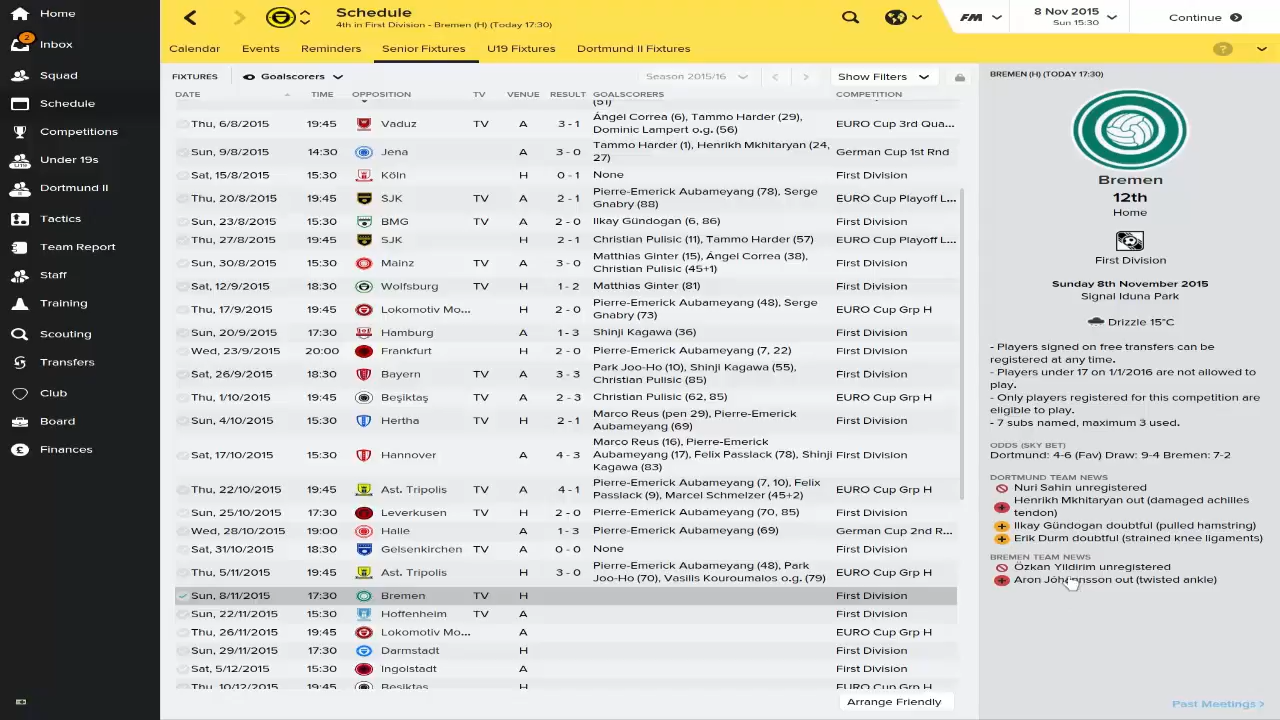 Home
2
Inbox
Squad
Schedule
Competitions
U19
Under 19s
Dortmund II
Tactics
Team Report
Staff
Training
Scouting
Transfers
Club
Board
Finances
Schedule
4th in First Division - Bremen (H) (Today 17:30)
FM
8 Nov 2015
Sun 15:30
Continue
Calendar Events Reminders Senior Fixtures U19 Fixtures Dortmund II Fixtures
?
FIXTURES Goalscorers Season 2015/16 < > Show Filters
DATE TIME OPPOSITION TV VENUE RESULT GOALSCORERS COMPETITION
(51)
Thu, 6/8/2015 19:45 Vaduz TV A 3 - 1 Ángel Correa (6), Tammo Harder (29), Dominic Lampert o.g. (56) EURO Cup 3rd Qua...
Sun, 9/8/2015 14:30 Jena A 3 - 0 Tammo Harder (1), Henrikh Mkhitaryan (24, 27) German Cup 1st Rnd
Sat, 15/8/2015 15:30 Köln H 0 - 1 None First Division
Thu, 20/8/2015 19:45 SJK TV A 2 - 1 Pierre-Emerick Aubameyang (78), Serge Gnabry (88) EURO Cup Playoff L...
Sun, 23/8/2015 15:30 BMG TV A 2 - 0 Ilkay Gündogan (6, 86) First Division
Thu, 27/8/2015 19:45 SJK H 2 - 1 Christian Pulisic (11), Tammo Harder (57) EURO Cup Playoff L...
Sun, 30/8/2015 15:30 Mainz TV A 3 - 0 Matthias Ginter (15), Ángel Correa (38), Christian Pulisic (45+1) First Division
Sat, 12/9/2015 18:30 Wolfsburg TV H 1 - 2 Matthias Ginter (81) First Division
Thu, 17/9/2015 19:45 Lokomotiv Mo... H 2 - 0 Pierre-Emerick Aubameyang (48), Serge Gnabry (73) EURO Cup Grp H
Sun, 20/9/2015 17:30 Hamburg A 1 - 3 Shinji Kagawa (36) First Division
Wed, 23/9/2015 20:00 Frankfurt H 2 - 0 Pierre-Emerick Aubameyang (7, 22) First Division
Sat, 26/9/2015 18:30 Bayern TV A 3 - 3 Park Joo-Ho (10), Shinji Kagawa (55), Christian Pulisic (85) First Division
Thu, 1/10/2015 19:45 Beşiktaş TV A 2 - 3 Christian Pulisic (62, 85) EURO Cup Grp H
Sun, 4/10/2015 15:30 Hertha TV H 2 - 1 Marco Reus (pen 29), Pierre-Emerick Aubameyang (69) First Division
Sat, 17/10/2015 15:30 Hannover A 4 - 3 Marco Reus (16), Pierre-Emerick Aubameyang (17), Felix Passlack (78), Shinji Kagawa (83) First Division
Thu, 22/10/2015 19:45 Ast. Tripolis TV A 4 - 1 Pierre-Emerick Aubameyang (7, 10), Felix Passlack (9), Marcel Schmelzer (45+2) EURO Cup Grp H
Sun, 25/10/2015 17:30 Leverkusen TV H 2 - 0 Pierre-Emerick Aubameyang (70, 85) First Division
Wed, 28/10/2015 19:00 Halle A 1 - 3 Pierre-Emerick Aubameyang (69) German Cup 2nd R...
Sat, 31/10/2015 18:30 Gelsenkirchen TV A 0 - 0 None First Division
Thu, 5/11/2015 19:45 Ast. Tripolis TV H 3 - 0 Pierre-Emerick Aubameyang (48), Park Joo-Ho (70), Vasilis Kouroumalos o.g. (79) EURO Cup Grp H
Sun, 8/11/2015 17:30 Bremen TV H First Division
Sun, 22/11/2015 15:30 Hoffenheim TV A First Division
Thu, 26/11/2015 19:45 Lokomotiv Mo... A EURO Cup Grp H
Sun, 29/11/2015 17:30 Darmstadt H First Division
Sat, 5/12/2015 15:30 Ingolstadt A First Division
Thu, 10/12/2015 19:45 Beşiktaş H EURO Cup Grp H
Arrange Friendly
BREMEN (H) (TODAY 17:30)
Bremen
12th
Home
First Division
Sunday 8th November 2015
Signal Iduna Park
Drizzle 15°C
- Players signed on free transfers can be
registered at any time.
- Players under 17 on 1/1/2016 are not allowed to
play.
- Only players registered for this competition are
eligible to play.
- 7 subs named, maximum 3 used.
ODDS (SKY BET)
Dortmund: 4-6 (Fav) Draw: 9-4 Bremen: 7-2
DORTMUND TEAM NEWS
Nuri Sahin unregistered
Henrikh Mkhitaryan out (damaged achilles
tendon)
Ilkay Gündogan doubtful (pulled hamstring)
Erik Durm doubtful (strained knee ligaments)
BREMEN TEAM NEWS
Özkan Yildirim unregistered
Aron Jóhannsson out (twisted ankle)
Past Meetings >